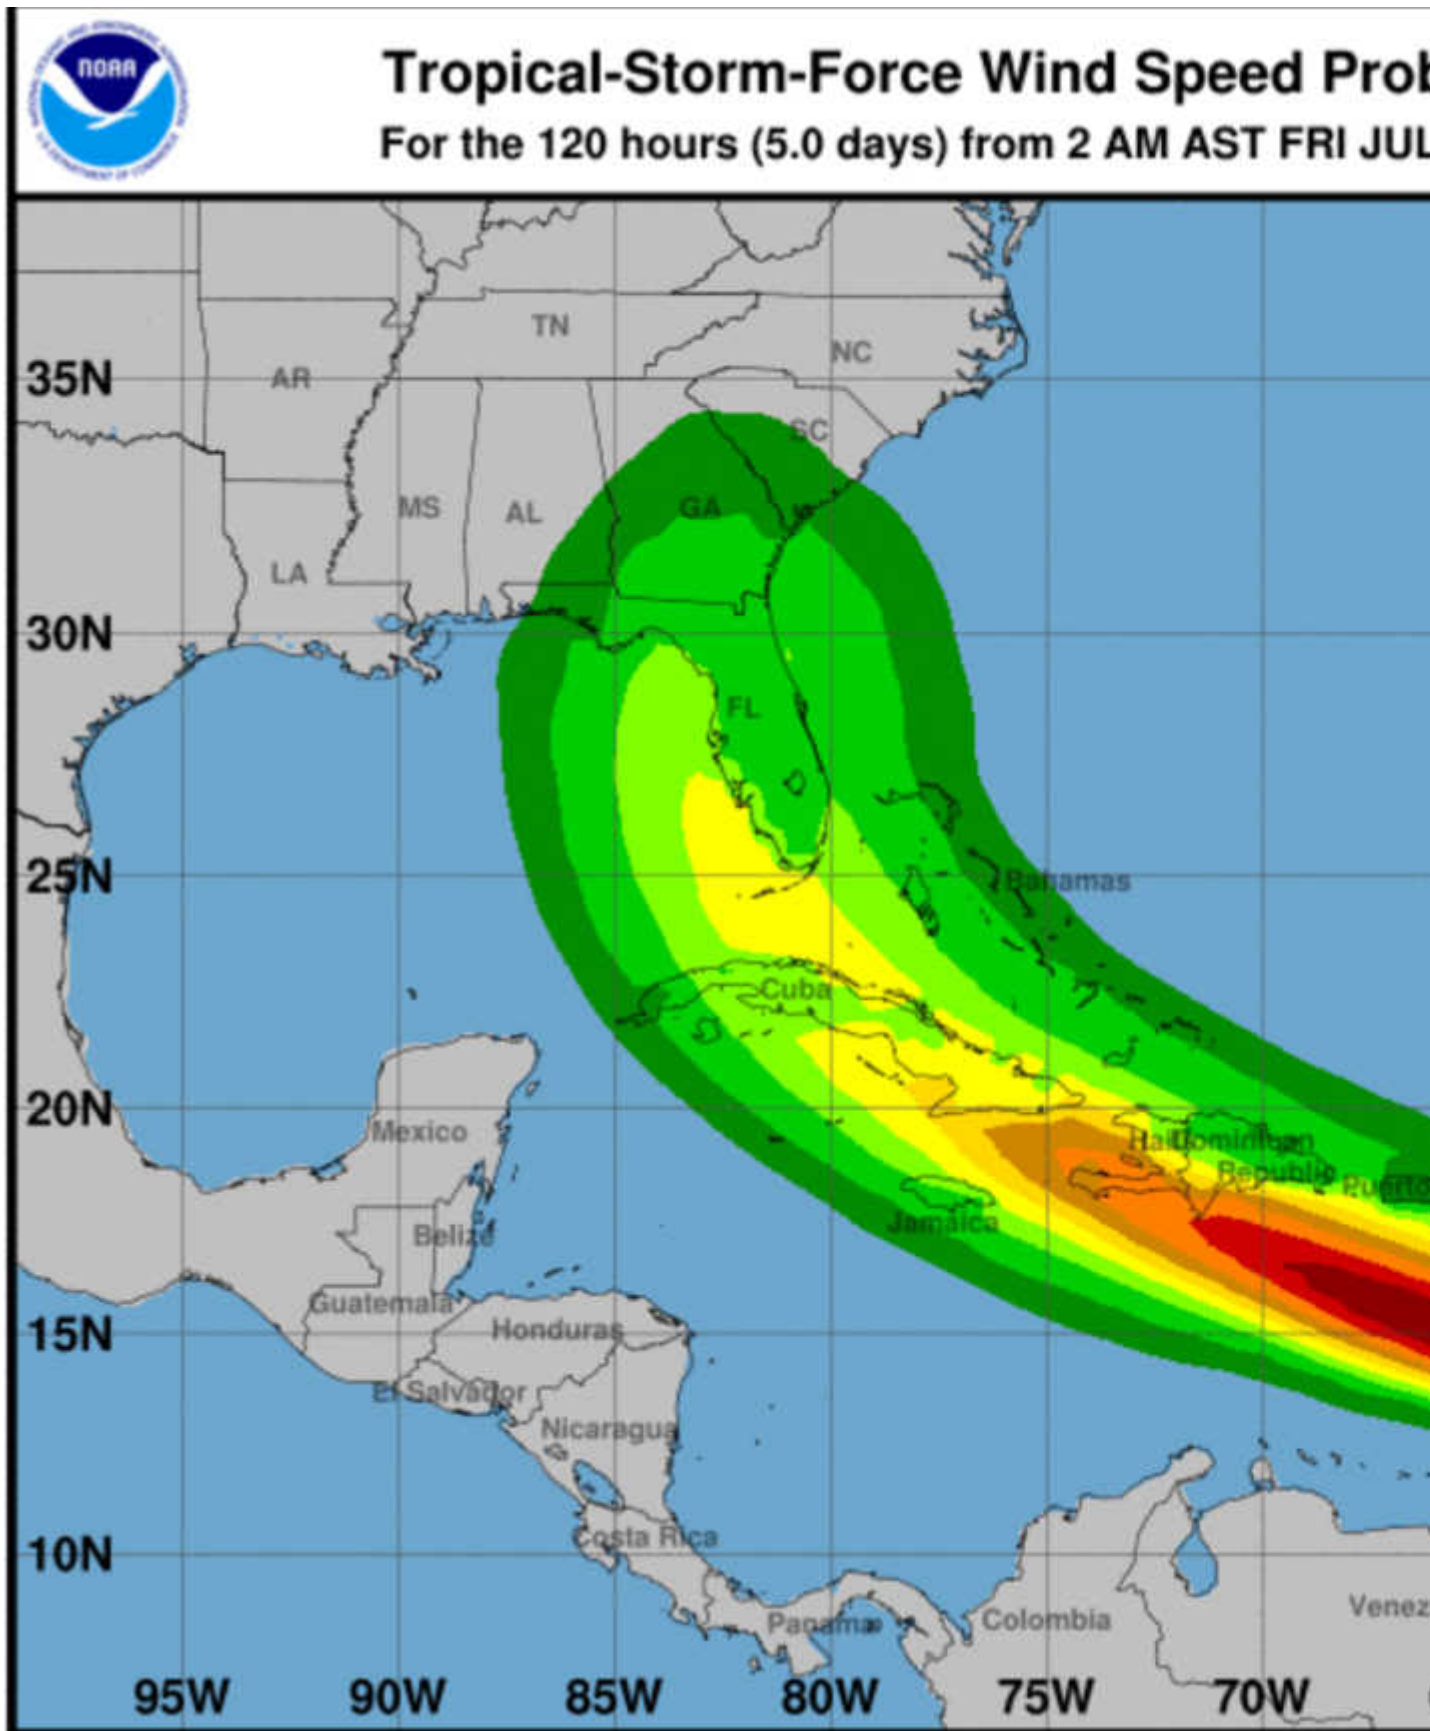 NOAA
Tropical-Storm-Force Wind Speed Prob
For the 120 hours (5.0 days) from 2 AM AST FRI JUL
TN
NC
35N
AR
SC
MS
AL
GA
LA
30N
FL
25N
Bahamas
Cuba
20N
Mexico
Haiti
Dominican
Republic
Puerto
Jamaica
Belize
Guatemala
15N
Honduras
El Salvador
Nicaragua
Costa Rica
10N
Panama
Colombia
Venez
95W 90W 85W 80W 75W 70W